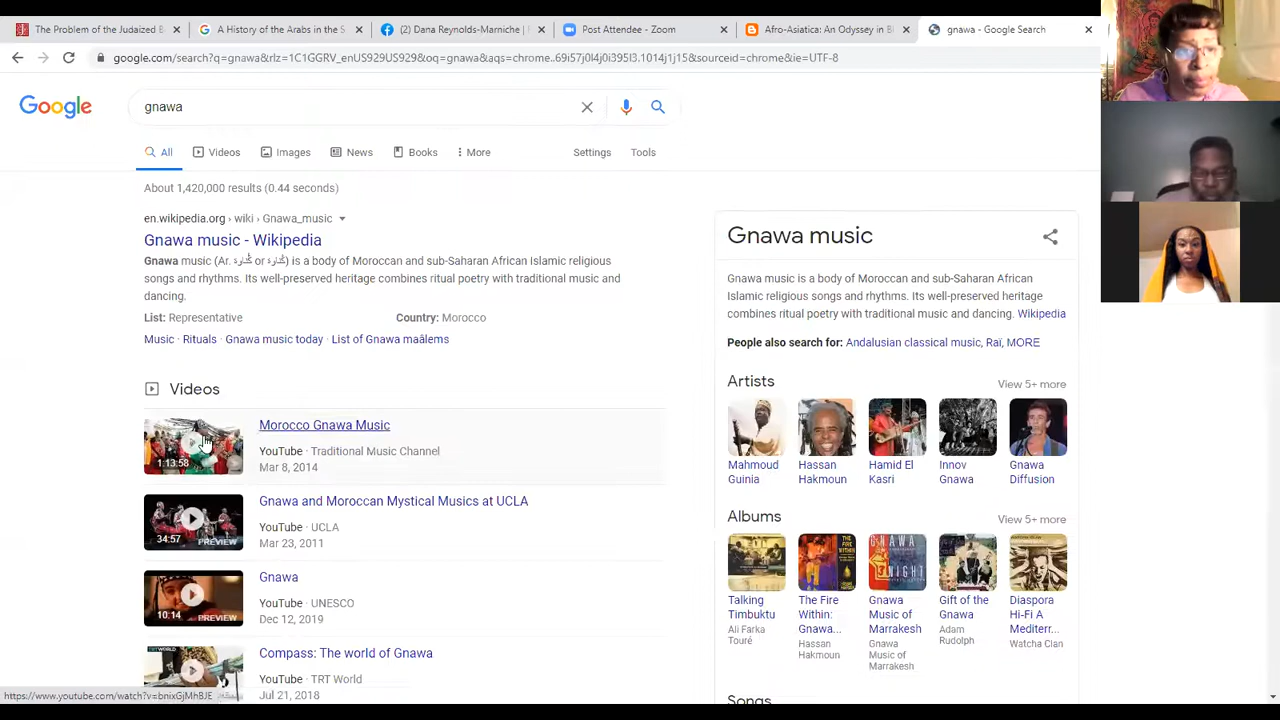 The Problem of the Judaized B
A History of the Arabs in the S
(2) Dana Reynolds-Marniche |
Post Attendee - Zoom
Afro-Asiatica: An Odyssey in B
gnawa - Google Search
google.com/search?q=gnawa&rlz=1C1GGRV_enUS929US929&oq=gnawa&aqs=chrome..69i57j0l4j0i395l3.1014j1j15&sourceid=chrome&ie=UTF-8
Google
gnawa
All
Videos
Images
News
Books
More
Settings
Tools
About 1,420,000 results (0.44 seconds)
en.wikipedia.org › wiki › Gnawa_music
Gnawa music - Wikipedia
Gnawa music (Ar. or) is a body of Moroccan and sub-Saharan African Islamic religious
songs and rhythms. Its well-preserved heritage combines ritual poetry with traditional music and
dancing.
List: Representative
Country: Morocco
Music · Rituals · Gnawa music today · List of Gnawa maâlems
Videos
1:13:58
Morocco Gnawa Music
YouTube · Traditional Music Channel
Mar 8, 2014
34:57
PREVIEW
Gnawa and Moroccan Mystical Musics at UCLA
YouTube · UCLA
Mar 23, 2011
10:14
PREVIEW
Gnawa
YouTube · UNESCO
Dec 12, 2019
TRT WORLD
Compass: The world of Gnawa
YouTube · TRT World
Jul 21, 2018
https://www.youtube.com/watch?v=bnixGjMhBJE
Gnawa music
Gnawa music is a body of Moroccan and sub-Saharan African
Islamic religious songs and rhythms. Its well-preserved heritage
combines ritual poetry with traditional music and dancing. Wikipedia
People also search for: Andalusian classical music, Raï, MORE
Artists
View 5+ more
Mahmoud
Guinia
Hassan
Hakmoun
Hamid El
Kasri
Innov
Gnawa
Gnawa
Diffusion
Albums
View 5+ more
Talking
Timbuktu
Ali Farka
Touré
The Fire
Within:
Gnawa...
Hassan
Hakmoun
Gnawa
Music of
Marrakesh
Gnawa
Music of
Marrakesh
Gift of the
Gnawa
Adam
Rudolph
Diaspora
Hi-Fi A
Mediterr...
Watcha Clan
Songs